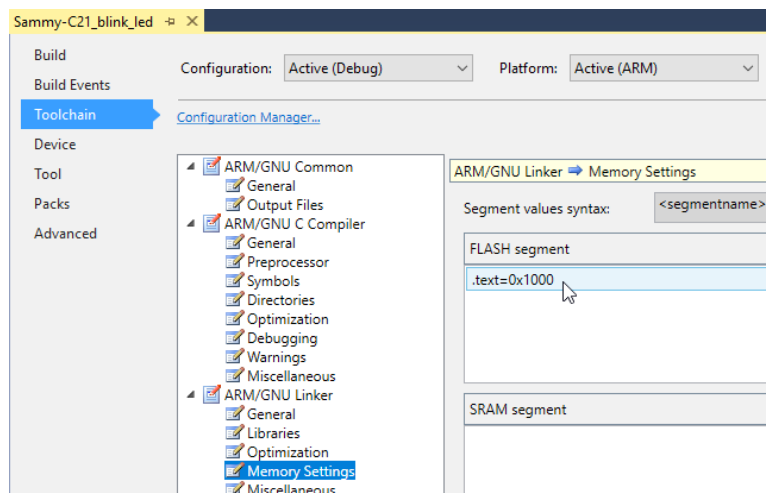 Sammy-C21_blink_led
Build
Build Events
Toolchain
Device
Tool
Packs
Advanced
Configuration: Active (Debug) Platform: Active (ARM)
Configuration Manager...
ARM/GNU Common
General
Output Files
ARM/GNU C Compiler
General
Preprocessor
Symbols
Directories
Optimization
Debugging
Warnings
Miscellaneous
ARM/GNU Linker
General
Libraries
Optimization
Memory Settings
Miscellaneous
ARM/GNU Linker ➡ Memory Settings
Segment values syntax: <segmentname>
FLASH segment
.text=0x1000
SRAM segment